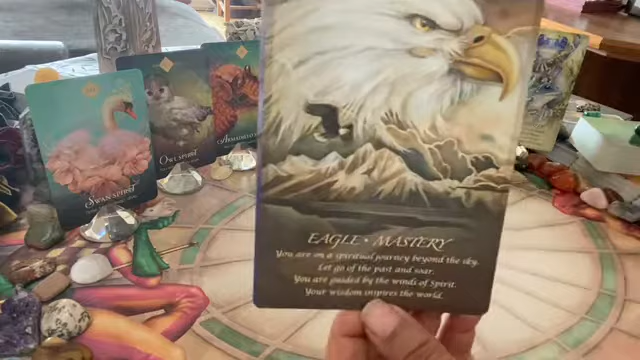 SWAN SPIRIT
OWL SPIRIT
EAGLE • MASTERY
You are on a spiritual journey beyond the sky.
Let go of the past and soar.
You are guided by the winds of Spirit.
Your wisdom inspires the world.